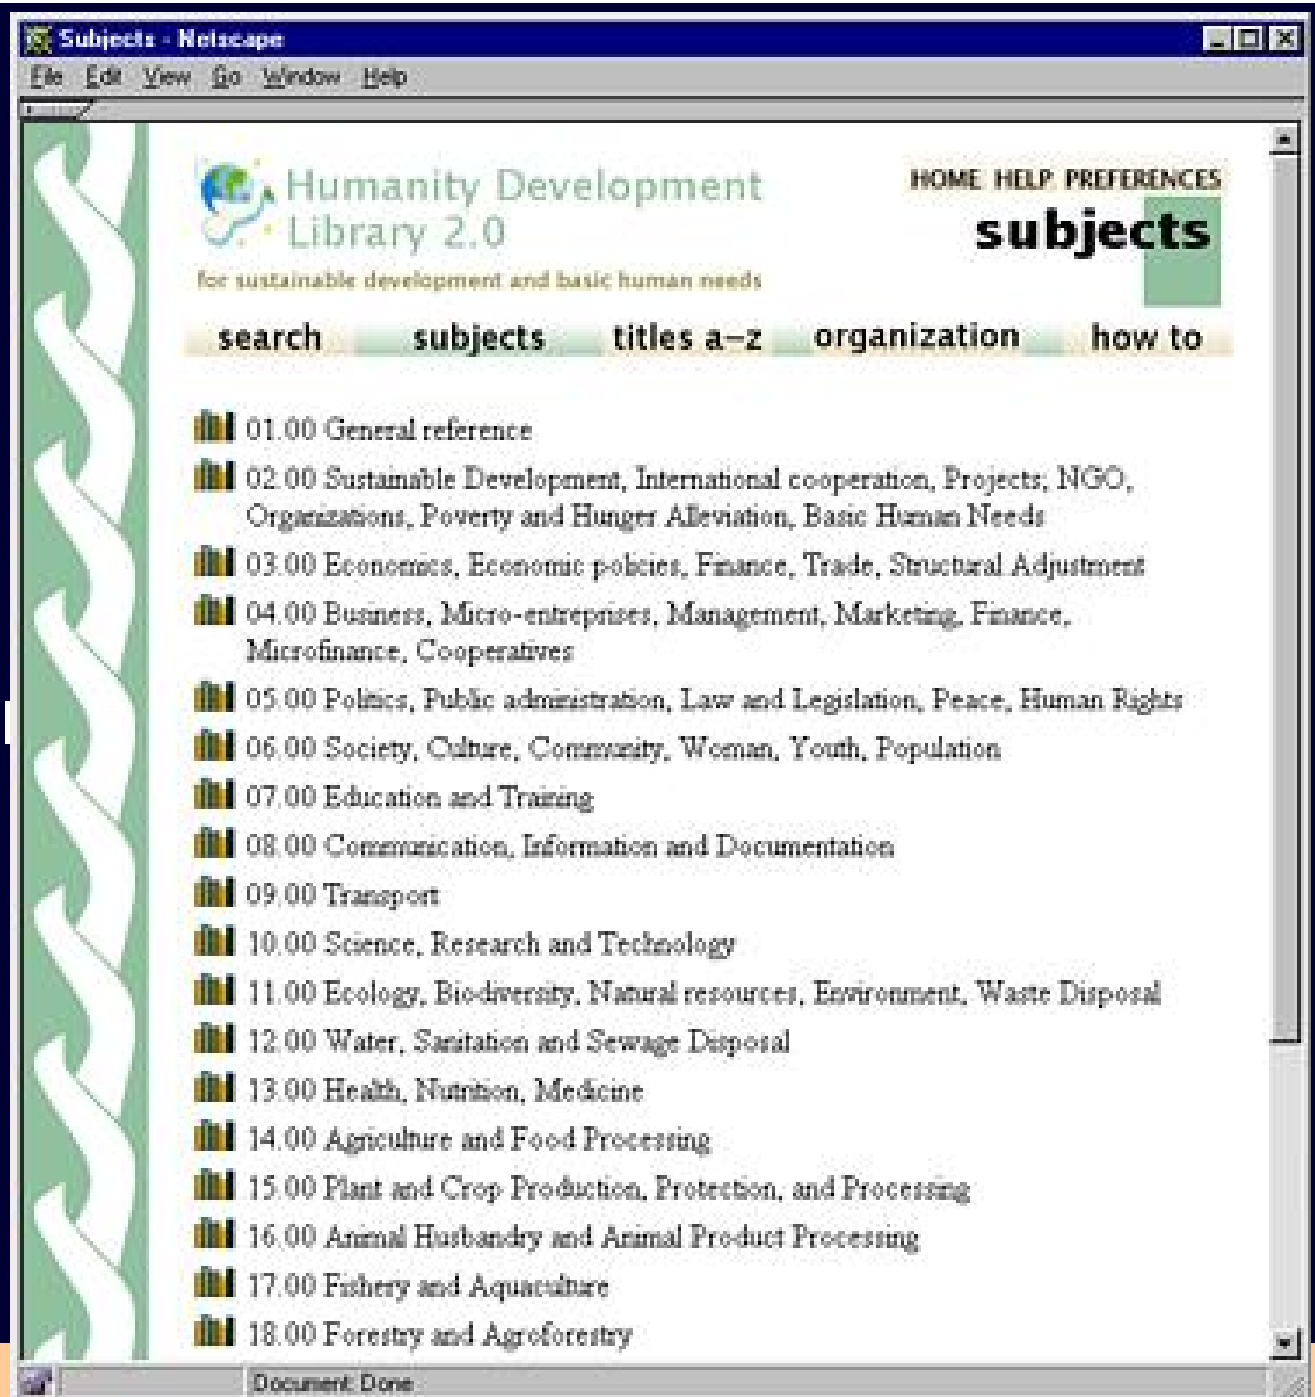 Subjects - Netscape
File Edit View Go Window Help
Humanity Development
Library 2.0
for sustainable development and basic human needs
HOME HELP PREFERENCES
subjects
search subjects titles a–z organization how to
01.00 General reference
02.00 Sustainable Development, International cooperation, Projects, NGO,
Organizations, Poverty and Hunger Alleviation, Basic Human Needs
03.00 Economics, Economic policies, Finance, Trade, Structural Adjustment
04.00 Business, Micro-entreprises, Management, Marketing, Finance,
Microfinance, Cooperatives
05.00 Politics, Public administration, Law and Legislation, Peace, Human Rights
06.00 Society, Culture, Community, Woman, Youth, Population
07.00 Education and Training
08.00 Communication, Information and Documentation
09.00 Transport
10.00 Science, Research and Technology
11.00 Ecology, Biodiversity, Natural resources, Environment, Waste Disposal
12.00 Water, Sanitation and Sewage Disposal
13.00 Health, Nutrition, Medicine
14.00 Agriculture and Food Processing
15.00 Plant and Crop Production, Protection, and Processing
16.00 Animal Husbandry and Animal Product Processing
17.00 Fishery and Aquaculture
18.00 Forestry and Agroforestry
Document: Done